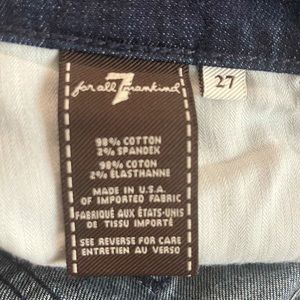 for all 7 mankind
27
98% COTTON
2% SPANDEX
98% COTON
2% ELASTHANNE
MADE IN U.S.A.
OF IMPORTED FABRIC
FABRIQUÉ AUX ÉTATS-UNIS
DE TISSU IMPORTÉ
SEE REVERSE FOR CARE
ENTRETIEN AU VERSO